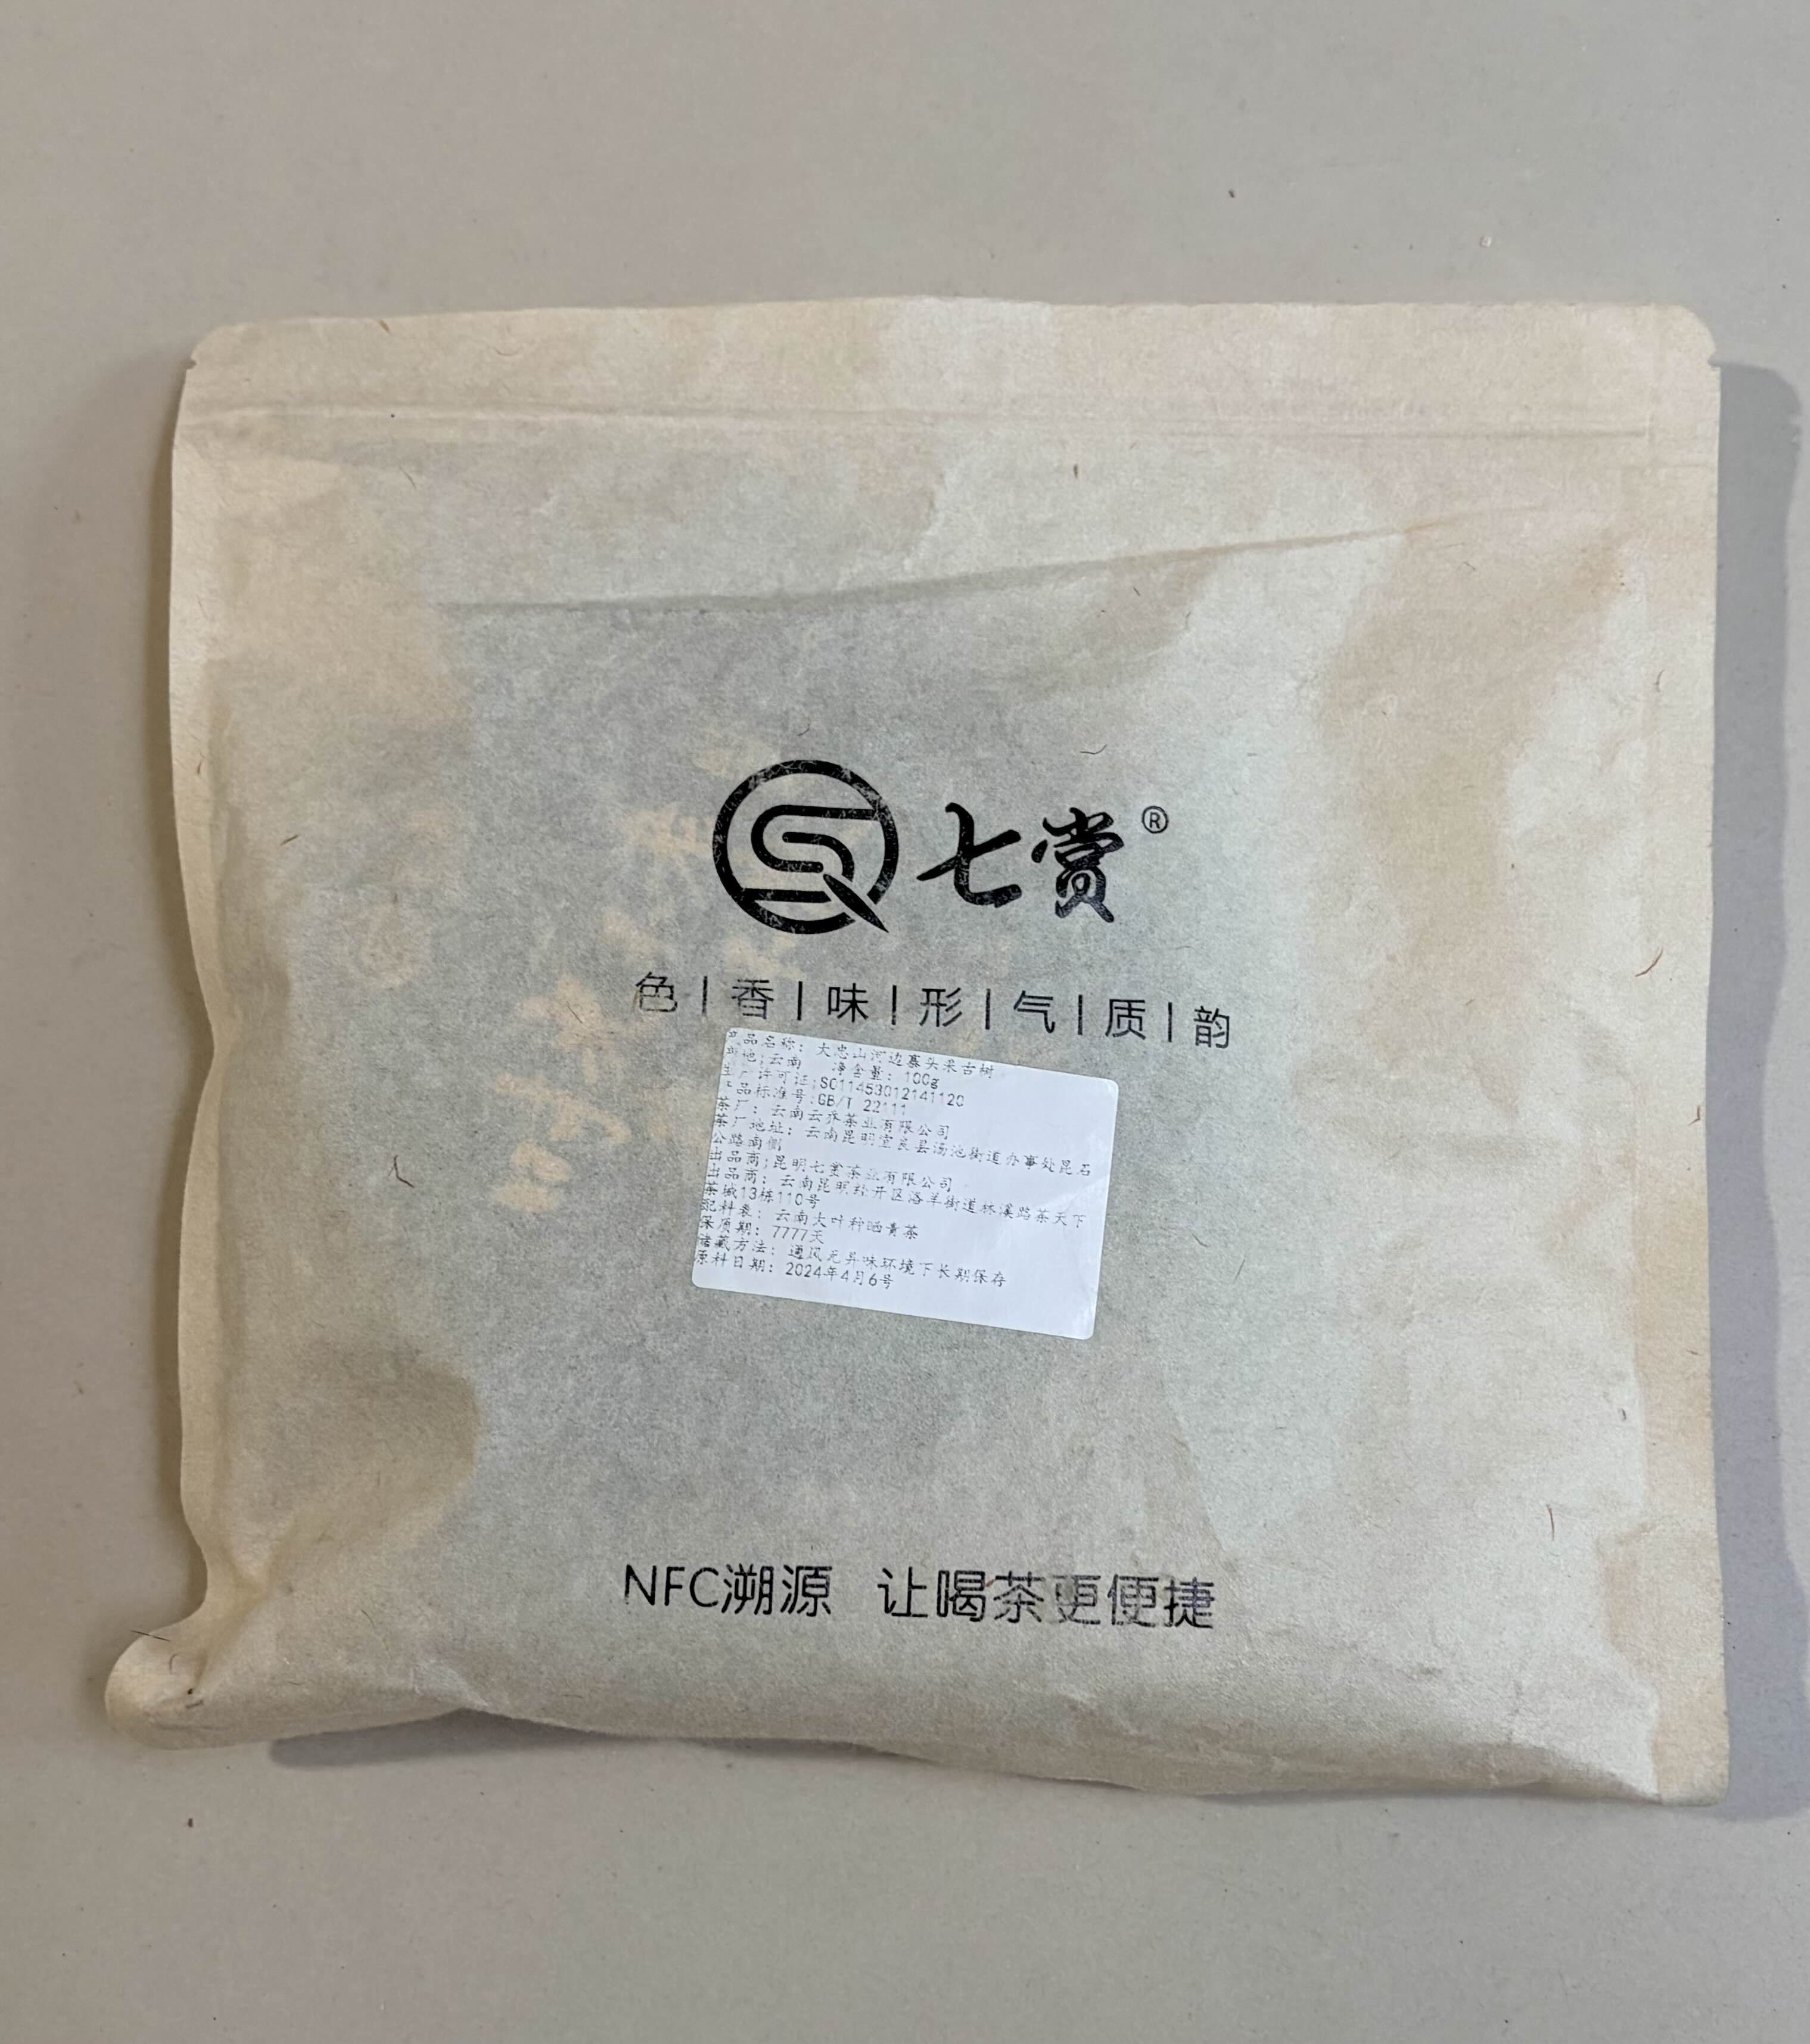 七赏®
色|香|味|形|气|质|韵
产品名称：大忠山河边寨头采古树
产地：云南 净含量：100g
生产许可证：SC11453012141120
产品标准号：GB/T 22111
茶厂：云南云乔茶业有限公司
茶厂地址：云南昆明宜良县汤池街道办事处昆石
公路南侧
出品商：昆明七赏茶业有限公司
出品商：云南昆明经开区洛羊街道林溪路茶天下
茶城13栋110号
配料表：云南大叶种晒青茶
保质期：7777天
储藏方法：通风无异味环境下长期保存
原料日期：2024年4月6号
NFC溯源 让喝茶更便捷